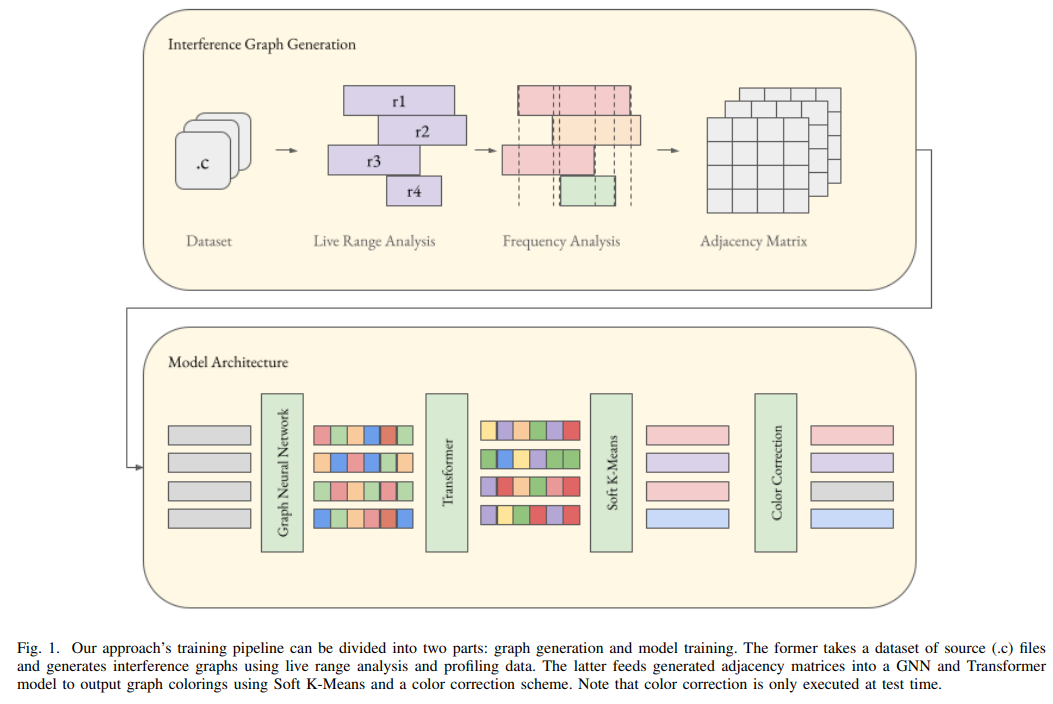 Interference Graph Generation
.c
r1
r2
r3
r4
Dataset
Live Range Analysis
Frequency Analysis
Adjacency Matrix
Model Architecture
Graph Neural Network
Transformer
Soft K-Means
Color Correction
Fig. 1. Our approach's training pipeline can be divided into two parts: graph generation and model training. The former takes a dataset of source (.c) files
and generates interference graphs using live range analysis and profiling data. The latter feeds generated adjacency matrices into a GNN and Transformer
model to output graph colorings using Soft K-Means and a color correction scheme. Note that color correction is only executed at test time.